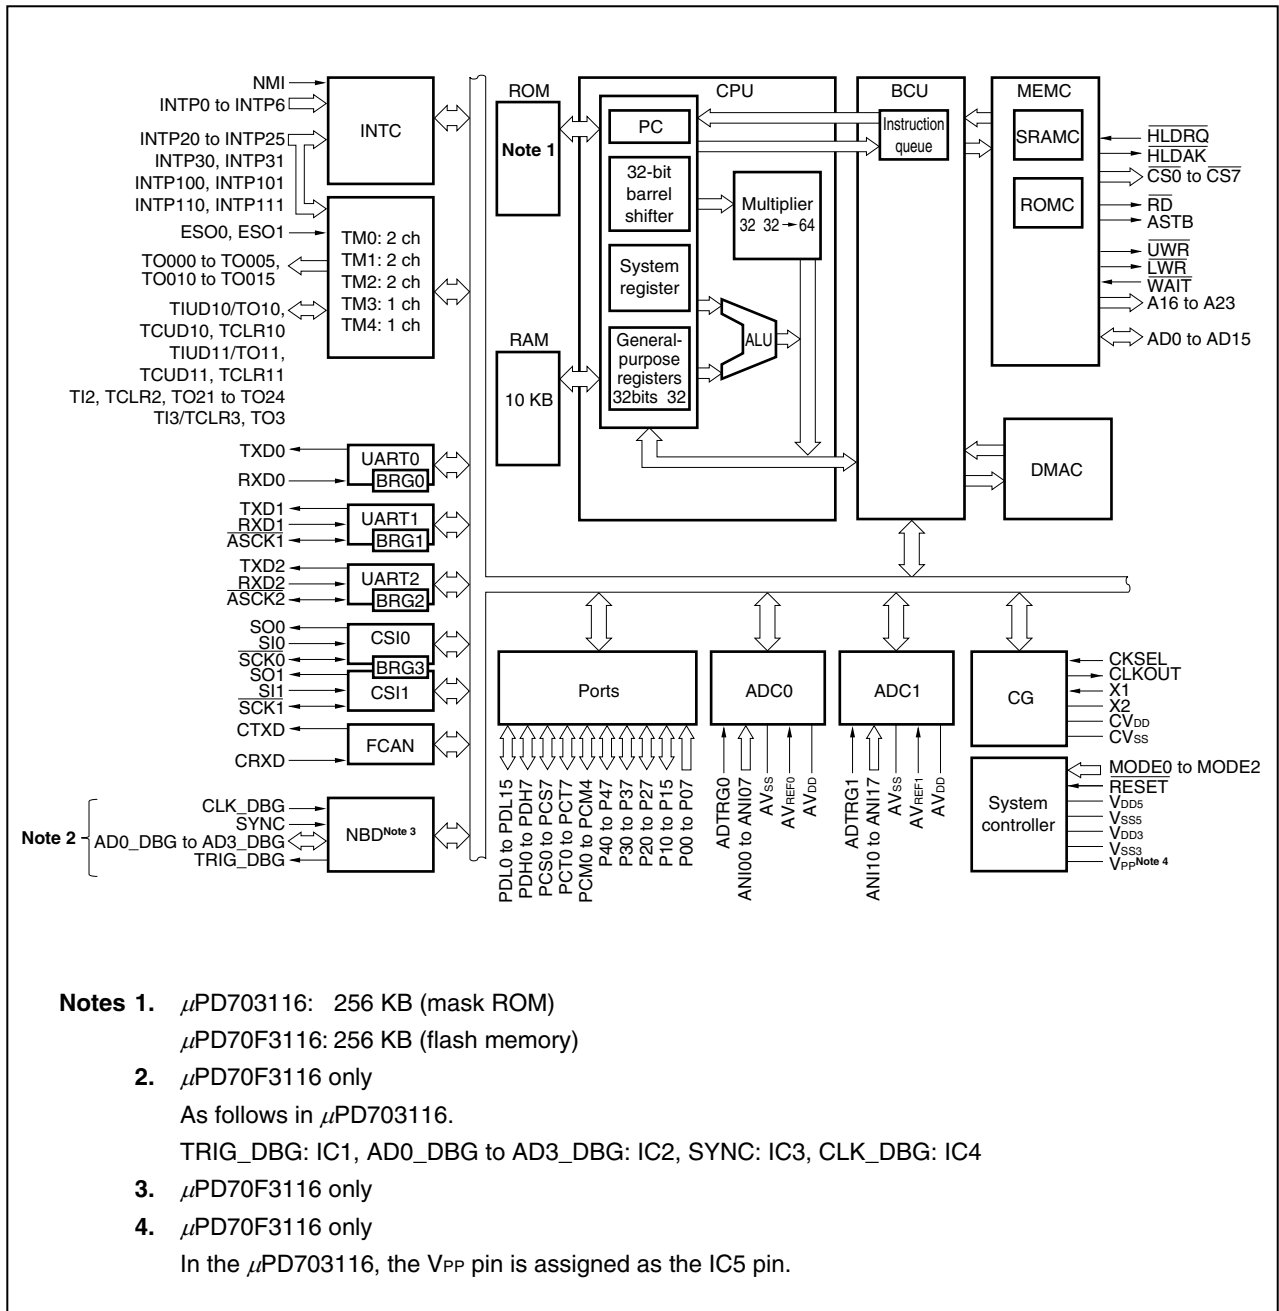 NMI
INTP0 to INTP6
INTP20 to INTP25
INTP30, INTP31
INTP100, INTP101
INTP110, INTP111
ESO0, ESO1
TO000 to TO005,
TO010 to TO015
TIUD10/TO10,
TCUD10, TCLR10
TIUD11/TO11,
TCUD11, TCLR11
TI2, TCLR2, TO21 to TO24
TI3/TCLR3, TO3
INTC
TM0: 2 ch
TM1: 2 ch
TM2: 2 ch
TM3: 1 ch
TM4: 1 ch
TXD0
RXD0
UART0
BRG0
TXD1
RXD1
ASCK1
UART1
BRG1
TXD2
RXD2
ASCK2
UART2
BRG2
SO0
SI0
SCK0
CSI0
BRG3
SO1
SI1
SCK1
CSI1
CTXD
CRXD
FCAN
Note 2
CLK_DBG
SYNC
AD0_DBG to AD3_DBG
TRIG_DBG
NBD Note 3
ROM
Note 1
RAM
10 KB
CPU
PC
32-bit
barrel
shifter
System
register
General-
purpose
registers
32bits 32
Multiplier
32 32→64
ALU
BCU
Instruction
queue
MEMC
SRAMC
ROMC
HLDRQ
HLDAK
CS0 to CS7
RD
ASTB
UWR
LWR
WAIT
A16 to A23
AD0 to AD15
DMAC
Ports
PDL0 to PDL15
PDH0 to PDH7
PCS0 to PCS7
PCT0 to PCT7
PCM0 to PCM4
P40 to P47
P30 to P37
P20 to P27
P10 to P15
P00 to P07
ADC0
ADTRG0
ANI00 to ANI07
AVSS
AVREF0
AVDD
ADC1
ADTRG1
ANI10 to ANI17
AVSS
AVREF1
AVDD
CG
CKSEL
CLKOUT
X1
X2
CVDD
CVSS
System
controller
MODE0 to MODE2
RESET
VDD5
VSS5
VDD3
VSS3
VPP Note 4
Notes 1. μPD703116: 256 KB (mask ROM)
μPD70F3116: 256 KB (flash memory)
2. μPD70F3116 only
As follows in μPD703116.
TRIG_DBG: IC1, AD0_DBG to AD3_DBG: IC2, SYNC: IC3, CLK_DBG: IC4
3. μPD70F3116 only
4. μPD70F3116 only
In the μPD703116, the VPP pin is assigned as the IC5 pin.